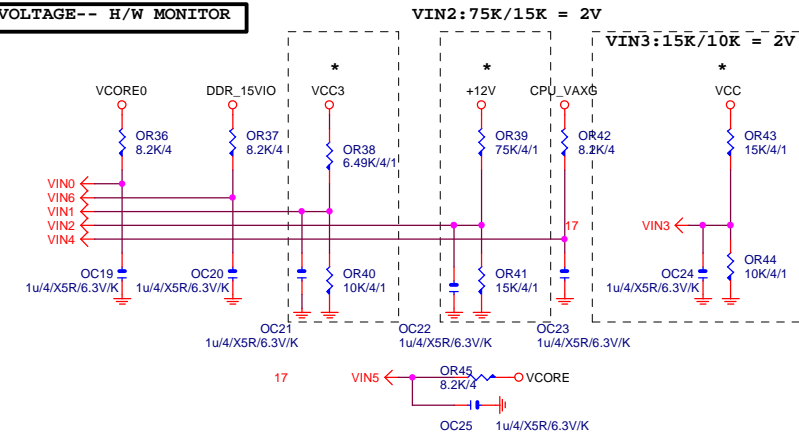 VOLTAGE-- H/W MONITOR
VIN2:75K/15K = 2V
VIN3:15K/10K = 2V
* * *
VCORE0 DDR_15VIO VCC3 +12V CPU_VAXG VCC
OR36
8.2K/4
OR37
8.2K/4
OR38
6.49K/4/1
OR39
75K/4/1
OR42
8.2K/4
OR43
15K/4/1
VIN0
VIN6
VIN1
VIN2
VIN4
17
VIN3
OC19
1u/4/X5R/6.3V/K
OC20
1u/4/X5R/6.3V/K
OR40
10K/4/1
OR41
15K/4/1
OC24
1u/4/X5R/6.3V/K
OR44
10K/4/1
OC21
1u/4/X5R/6.3V/K
OC22
1u/4/X5R/6.3V/K
OC23
1u/4/X5R/6.3V/K
17
VIN5
OR45
8.2K/4
VCORE
OC25 1u/4/X5R/6.3V/K